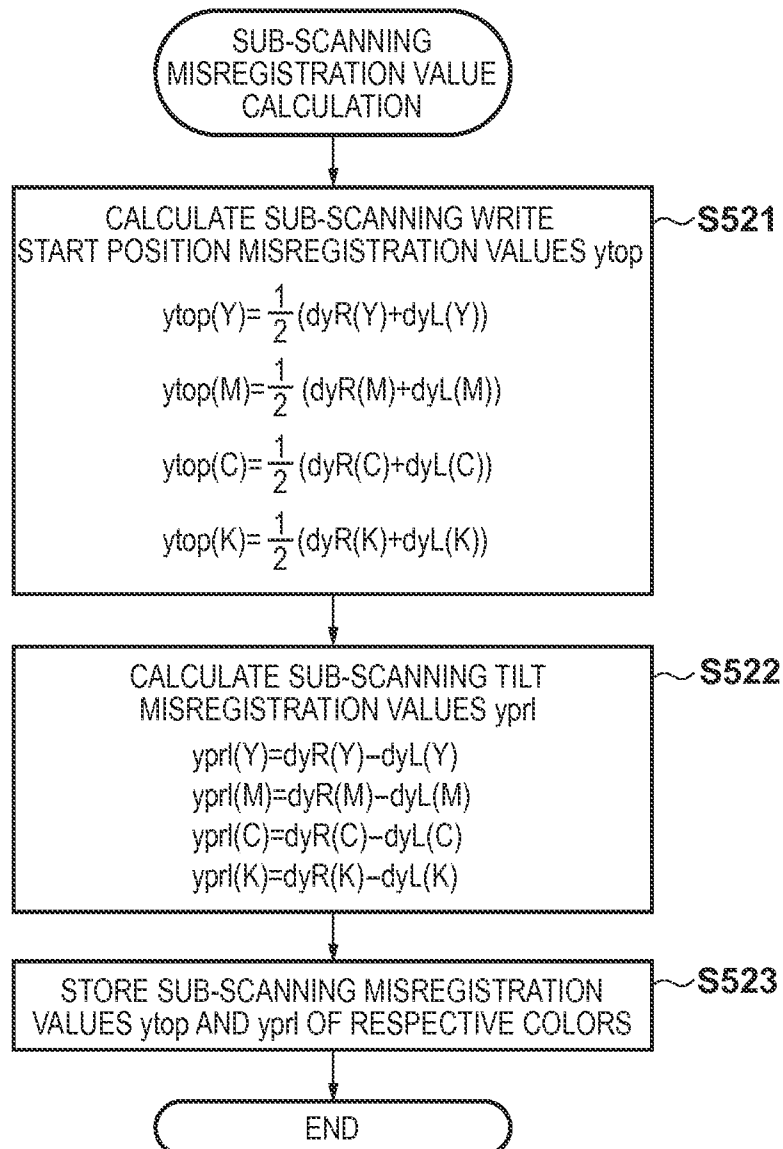 SUB-SCANNING
MISREGISTRATION VALUE
CALCULATION
CALCULATE SUB-SCANNING WRITE
START POSITION MISREGISTRATION VALUES ytop
S521
ytop(Y)=1/2(dyR(Y)+dyL(Y))
ytop(M)=1/2(dyR(M)+dyL(M))
ytop(C)=1/2(dyR(C)+dyL(C))
ytop(K)=1/2(dyR(K)+dyL(K))
CALCULATE SUB-SCANNING TILT
MISREGISTRATION VALUES yprl
S522
yprl(Y)=dyR(Y)-dyL(Y)
yprl(M)=dyR(M)-dyL(M)
yprl(C)=dyR(C)-dyL(C)
yprl(K)=dyR(K)-dyL(K)
STORE SUB-SCANNING MISREGISTRATION
VALUES ytop AND yprl OF RESPECTIVE COLORS
S523
END